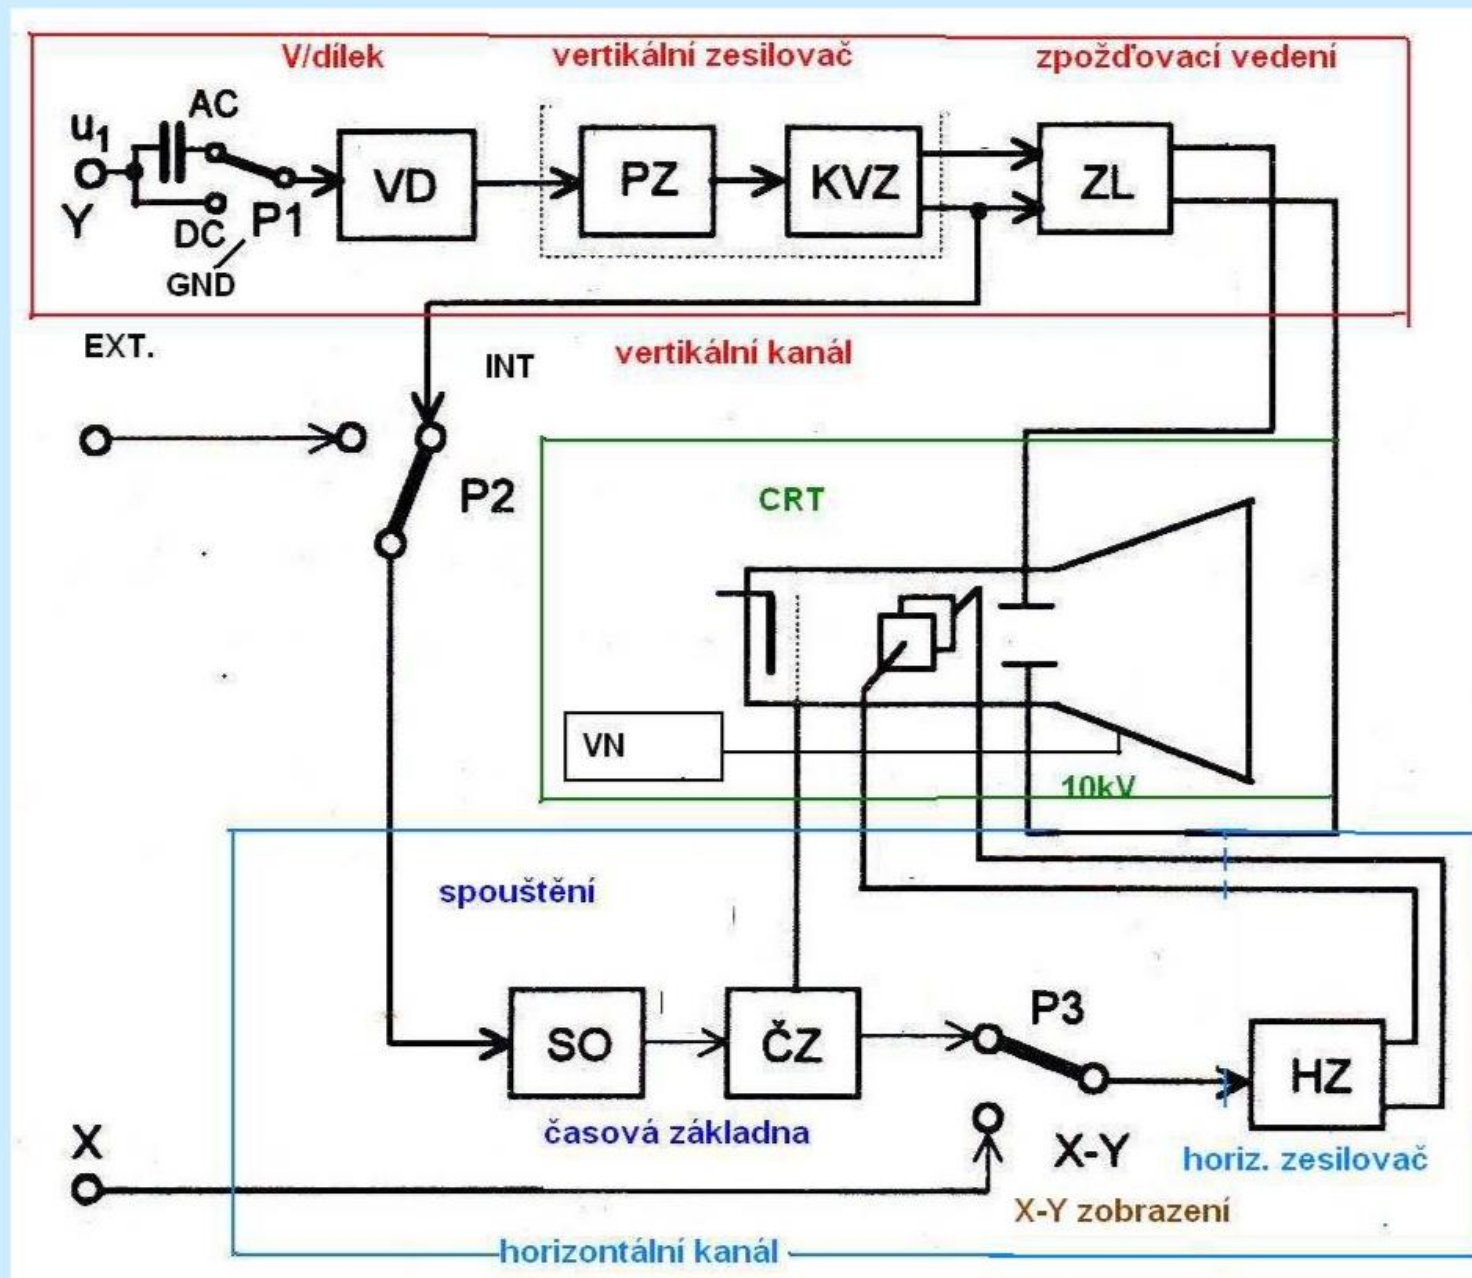 V/dílek
vertikální zesilovač
zpožďovací vedení
AC
u1
Y
DC
P1
GND
VD
PZ
KVZ
ZL
EXT.
INT
vertikální kanál
P2
CRT
VN
10kV
spouštění
SO
ČZ
P3
HZ
časová základna
X
X-Y
horiz. zesilovač
X-Y zobrazení
horizontální kanál